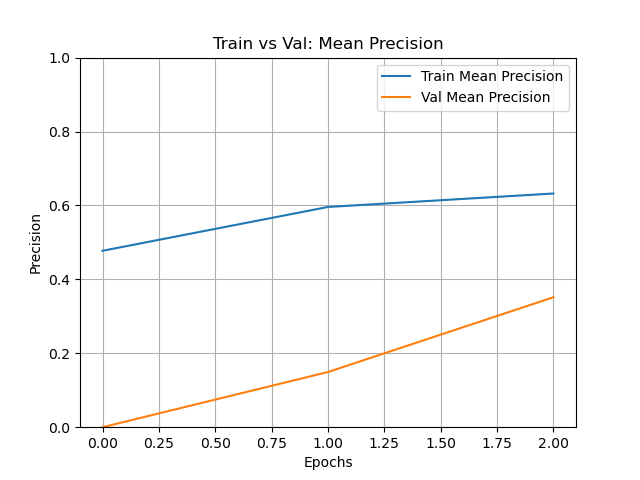 Train vs Val: Mean Precision
1.0
0.8
0.6
0.4
0.2
0.0
Precision
Train Mean Precision
Val Mean Precision
0.00 0.25 0.50 0.75 1.00 1.25 1.50 1.75 2.00
Epochs